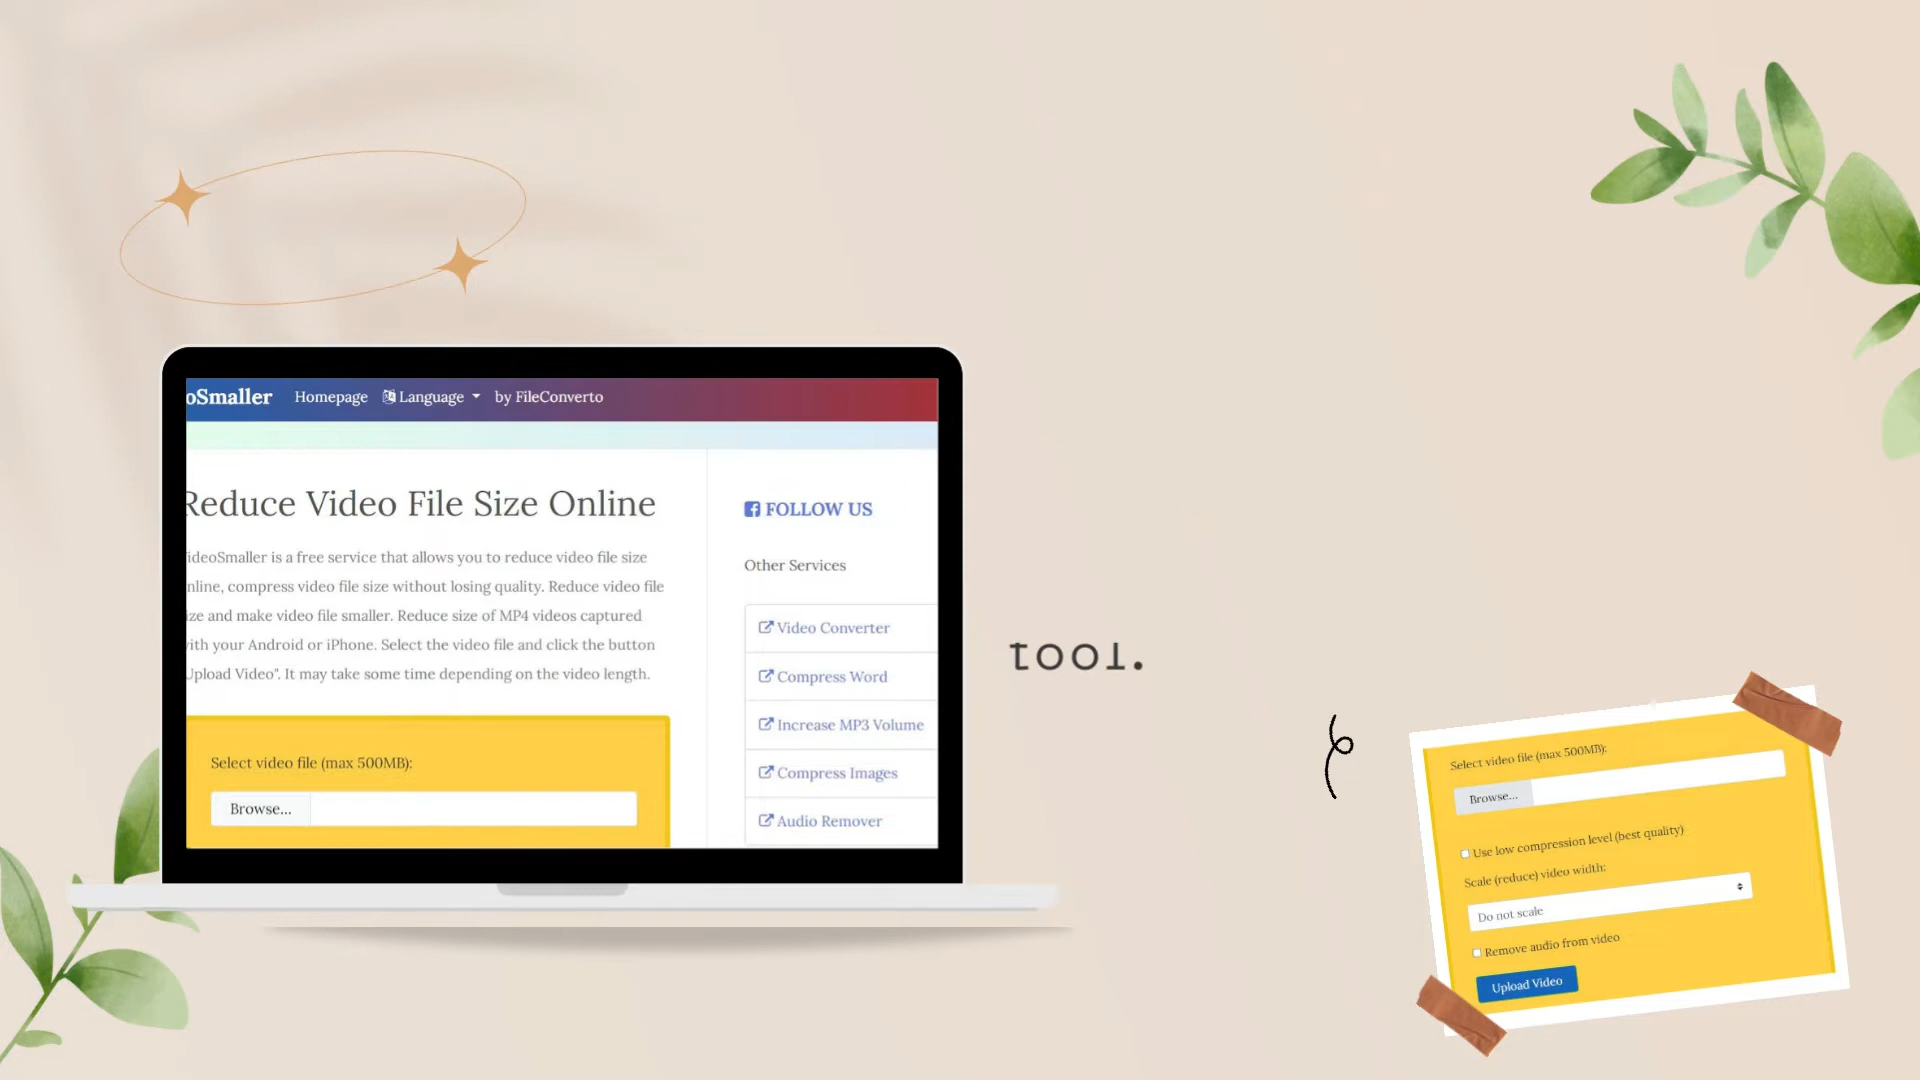 oSmaller Homepage Language by FileConverto
Reduce Video File Size Online
ideoSmaller is a free service that allows you to reduce video file size
nline, compress video file size without losing quality. Reduce video file
ize and make video file smaller. Reduce size of MP4 videos captured
ith your Android or iPhone. Select the video file and click the button
Upload Video". It may take some time depending on the video length.
Select video file (max 500MB):
Browse...
FOLLOW US
Other Services
Video Converter
Compress Word
Increase MP3 Volume
Compress Images
Audio Remover
tool.
Select video file (max 500MB):
Browse...
Use low compression level (best quality)
Scale (reduce) video width:
Do not scale
Remove audio from video
Upload Video